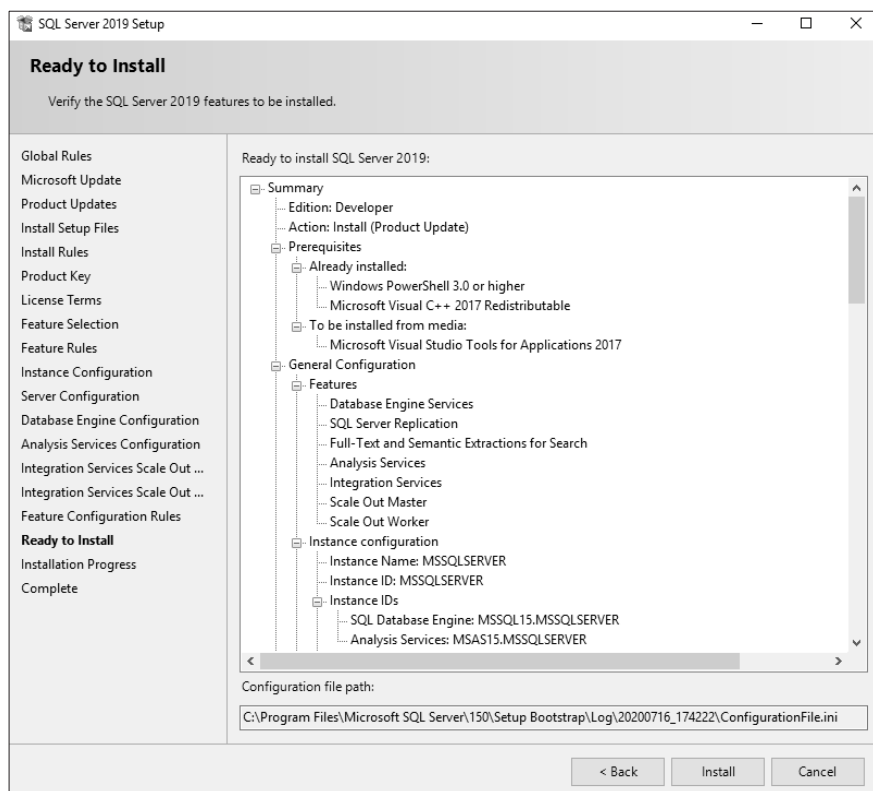 SQL Server 2019 Setup
Ready to Install
Verify the SQL Server 2019 features to be installed.
Global Rules
Microsoft Update
Product Updates
Install Setup Files
Install Rules
Product Key
License Terms
Feature Selection
Feature Rules
Instance Configuration
Server Configuration
Database Engine Configuration
Analysis Services Configuration
Integration Services Scale Out ...
Integration Services Scale Out ...
Feature Configuration Rules
Ready to Install
Installation Progress
Complete
Ready to install SQL Server 2019:
Summary
Edition: Developer
Action: Install (Product Update)
Prerequisites
Already installed:
Windows PowerShell 3.0 or higher
Microsoft Visual C++ 2017 Redistributable
To be installed from media:
Microsoft Visual Studio Tools for Applications 2017
General Configuration
Features
Database Engine Services
SQL Server Replication
Full-Text and Semantic Extractions for Search
Analysis Services
Integration Services
Scale Out Master
Scale Out Worker
Instance configuration
Instance Name: MSSQLSERVER
Instance ID: MSSQLSERVER
Instance IDs
SQL Database Engine: MSSQL15.MSSQLSERVER
Analysis Services: MSAS15.MSSQLSERVER
Configuration file path:
C:\Program Files\Microsoft SQL Server\150\Setup Bootstrap\Log\20200716_174222\ConfigurationFile.ini
< Back
Install
Cancel